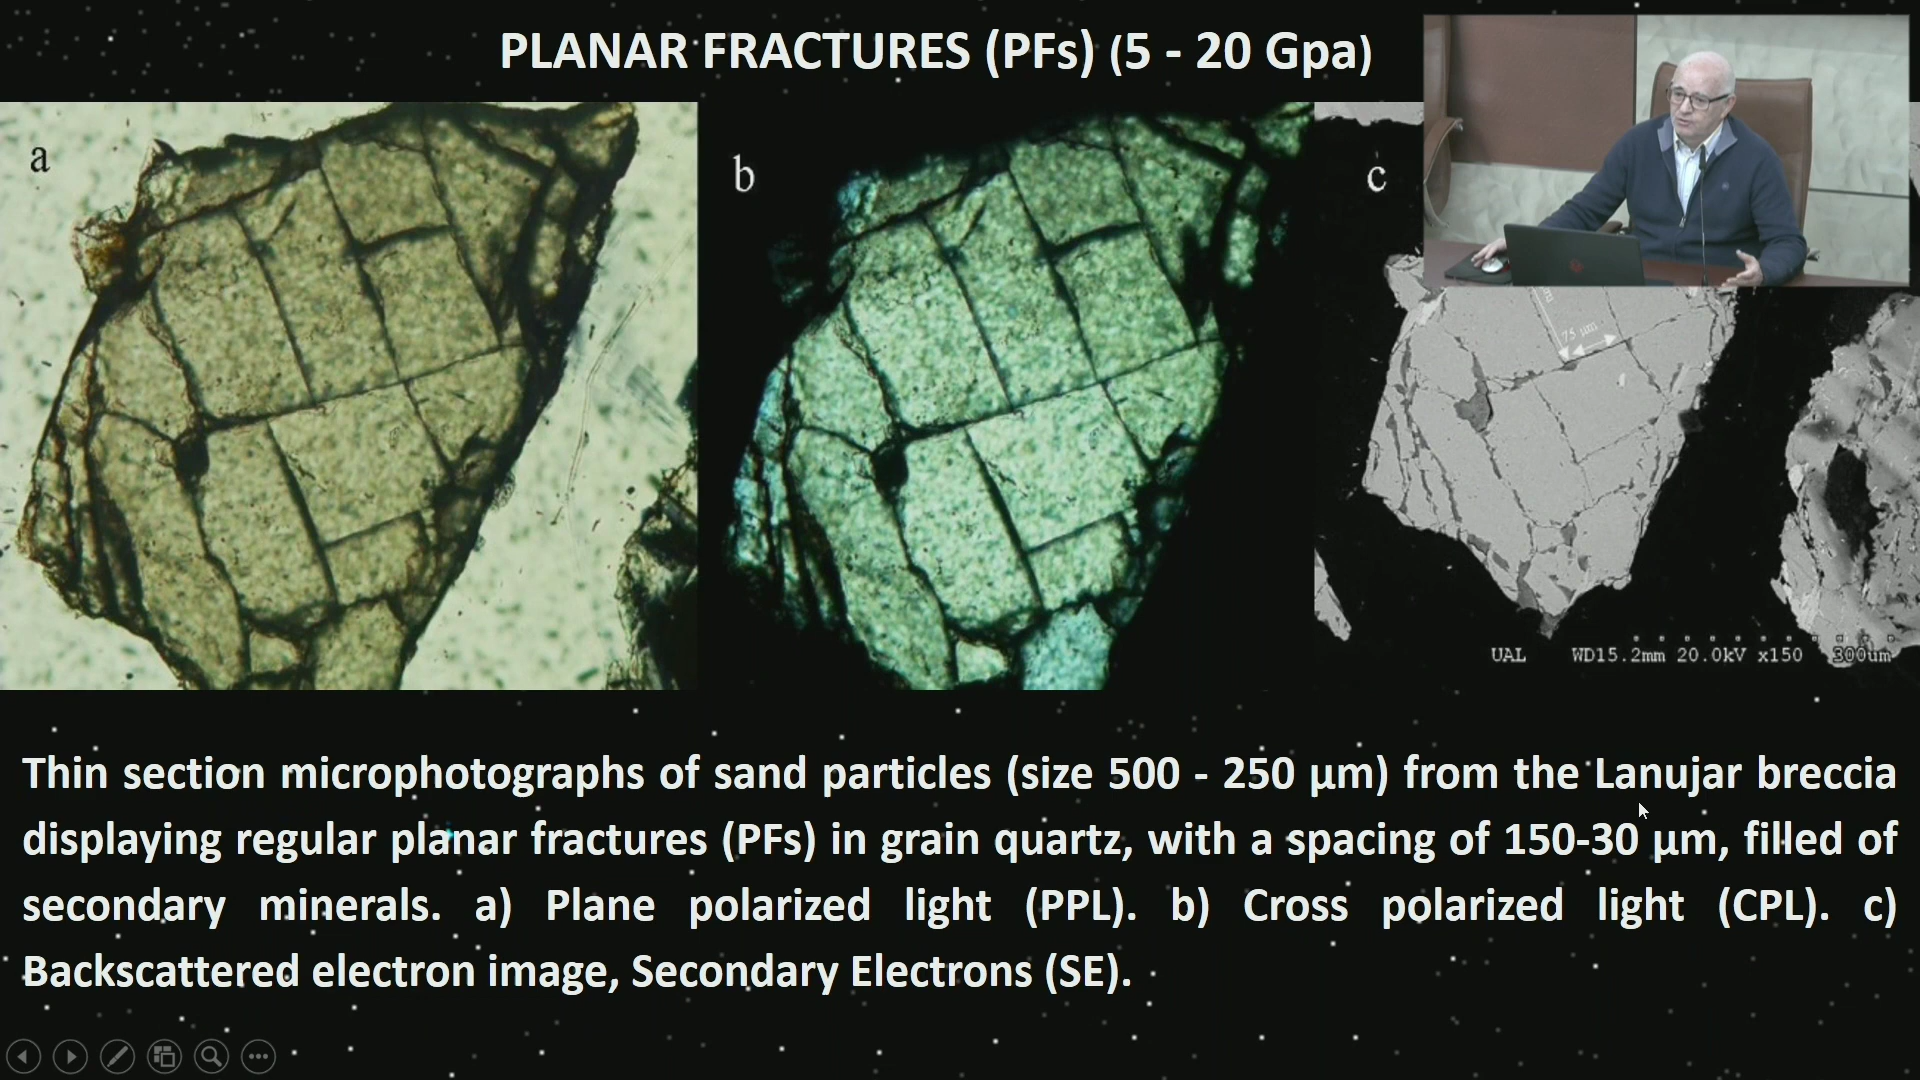 PLANAR FRACTURES (PFs) (5 - 20 Gpa)
a
b
c
75 µm
UAL WD15.2mm 20.0kV x150 300um
Thin section microphotographs of sand particles (size 500 - 250 µm) from the Lanujar breccia
displaying regular planar fractures (PFs) in grain quartz, with a spacing of 150-30 µm, filled of
secondary minerals. a) Plane polarized light (PPL). b) Cross polarized light (CPL). c)
Backscattered electron image, Secondary Electrons (SE).